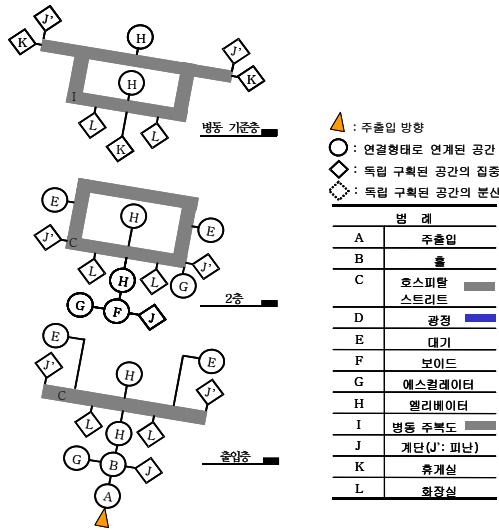 J'
H
K
J'
H
K
I
L
L
K
병동 기준층
E
H
E
J'
C
L
H
L
J'
G
G
F
J
2층
E
E
J'
H
J'
C
L
H
L
G
B
J
A
출입층
: 주출입 방향
: 연결형태로 연계된 공간
: 독립 구획된 공간의 집중
: 독립 구획된 공간의 분산
범 례
A 주출입
B 홀
C 호스피탈
스트리트
D 광정
E 대기
F 보이드
G 에스컬레이터
H 엘리베이터
I 병동 주복도
J 계단(J': 피난)
K 휴게실
L 화장실